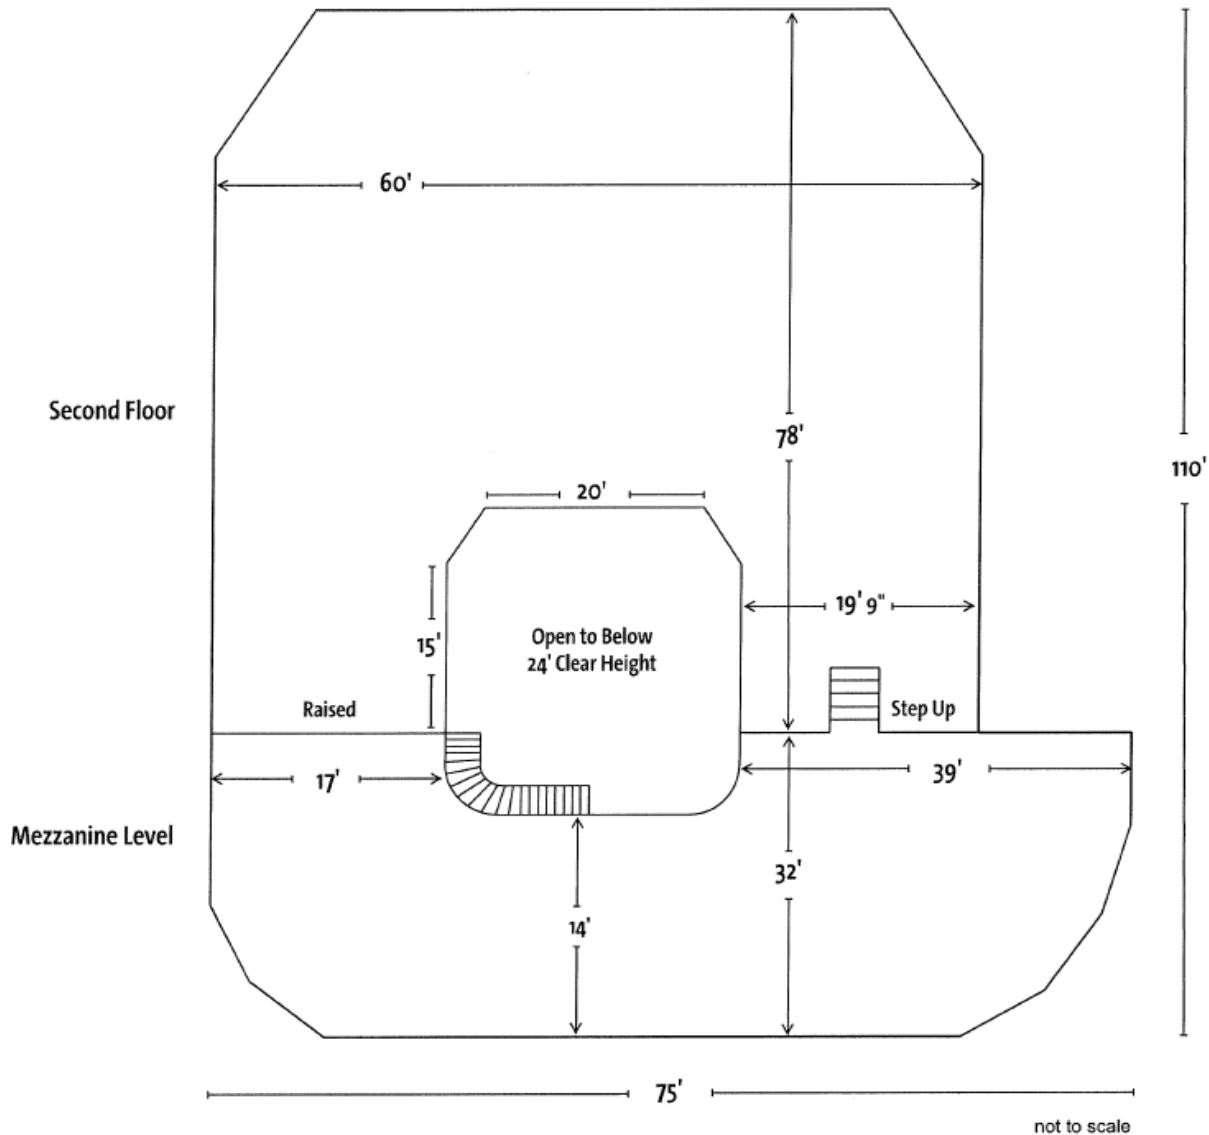 60'
Second Floor
78'
110'
20'
19' 9"
15'
Open to Below
24' Clear Height
Raised
Step Up
17'
39'
Mezzanine Level
32'
14'
75'
not to scale